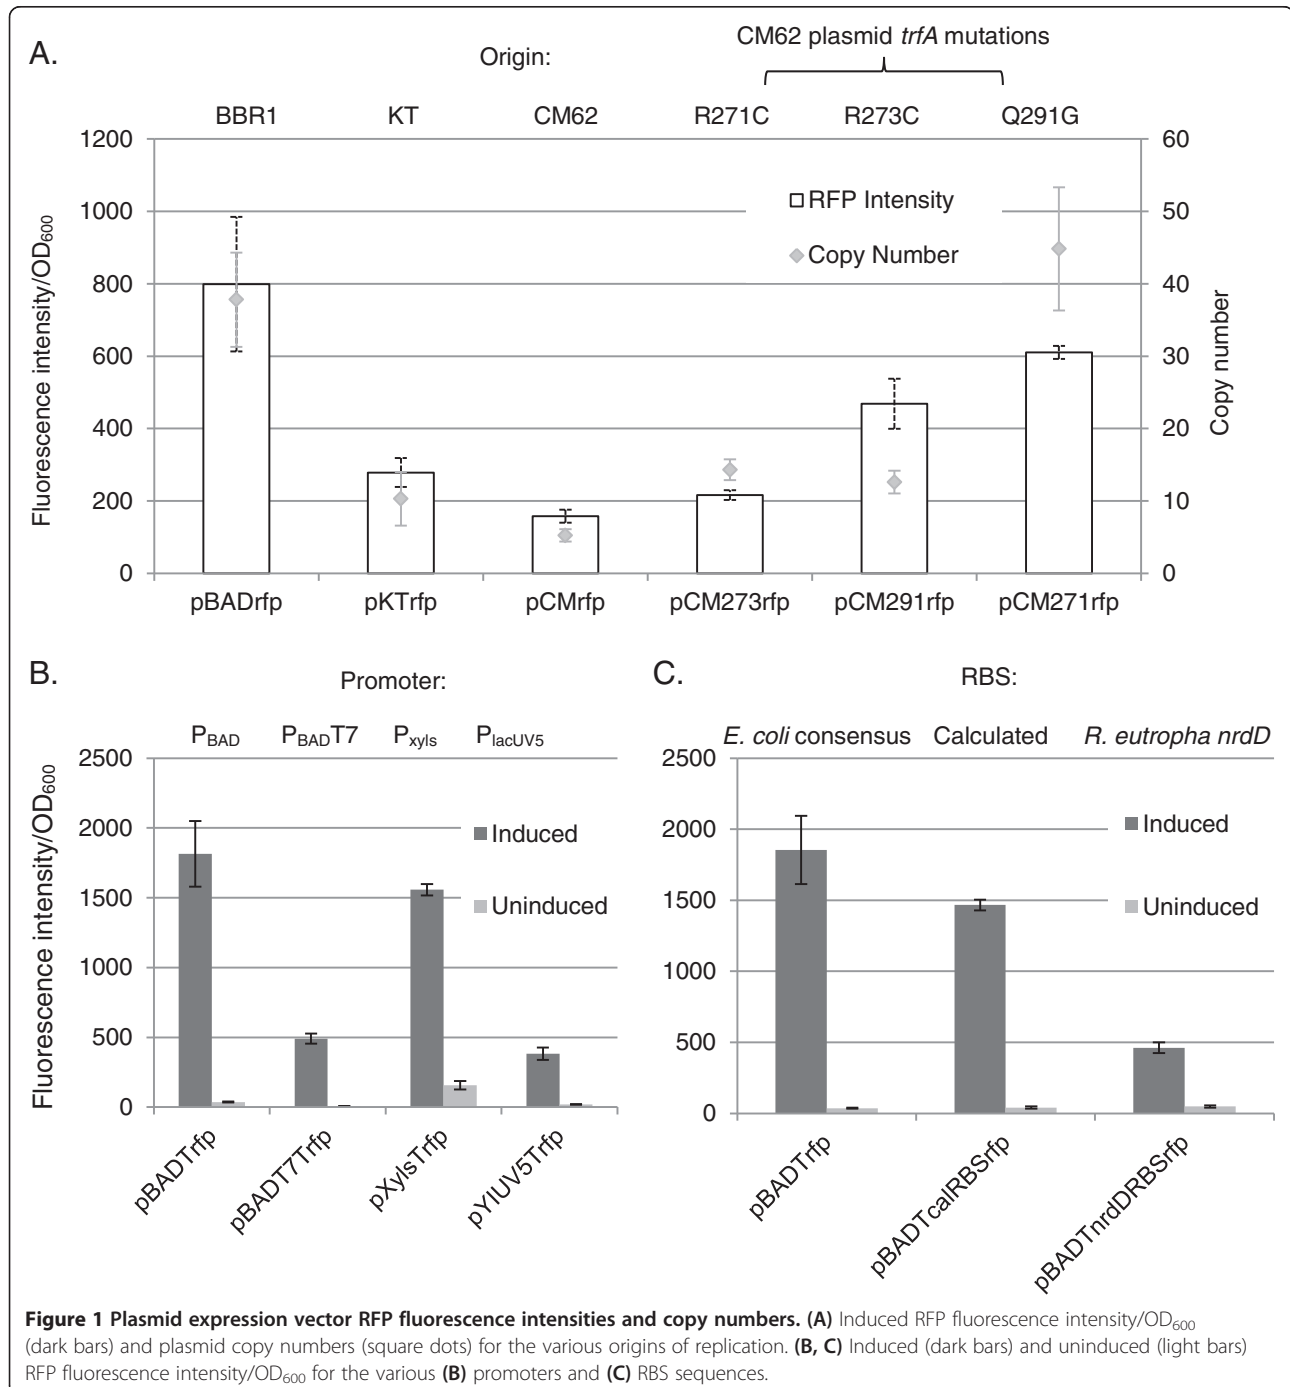 A.
Origin:
CM62 plasmid trfA mutations
BBR1 KT CM62 R271C R273C Q291G
1200
1000
800
600
400
200
0
Fluorescence intensity/OD600
60
50
40
30
20
10
0
Copy number
RFP Intensity
Copy Number
pBADrfp pKTrfp pCMrfp pCM273rfp pCM291rfp pCM271rfp
B.
Promoter:
PBAD PBADT7 Pxyls PlacUV5
2500
2000
1500
1000
500
0
Fluorescence intensity/OD600
Induced
Uninduced
pBADTrfp
pBADT7Trfp
pXylsTrfp
pYIUV5Trfp
C.
RBS:
E. coli consensus Calculated R. eutropha nrdD
2500
2000
1500
1000
500
0
Induced
Uninduced
pBADTrfp
pBADTcalRBSrfp
pBADTnrdDRBSrfp
Figure 1 Plasmid expression vector RFP fluorescence intensities and copy numbers. (A) Induced RFP fluorescence intensity/OD600
(dark bars) and plasmid copy numbers (square dots) for the various origins of replication. (B, C) Induced (dark bars) and uninduced (light bars)
RFP fluorescence intensity/OD600 for the various (B) promoters and (C) RBS sequences.